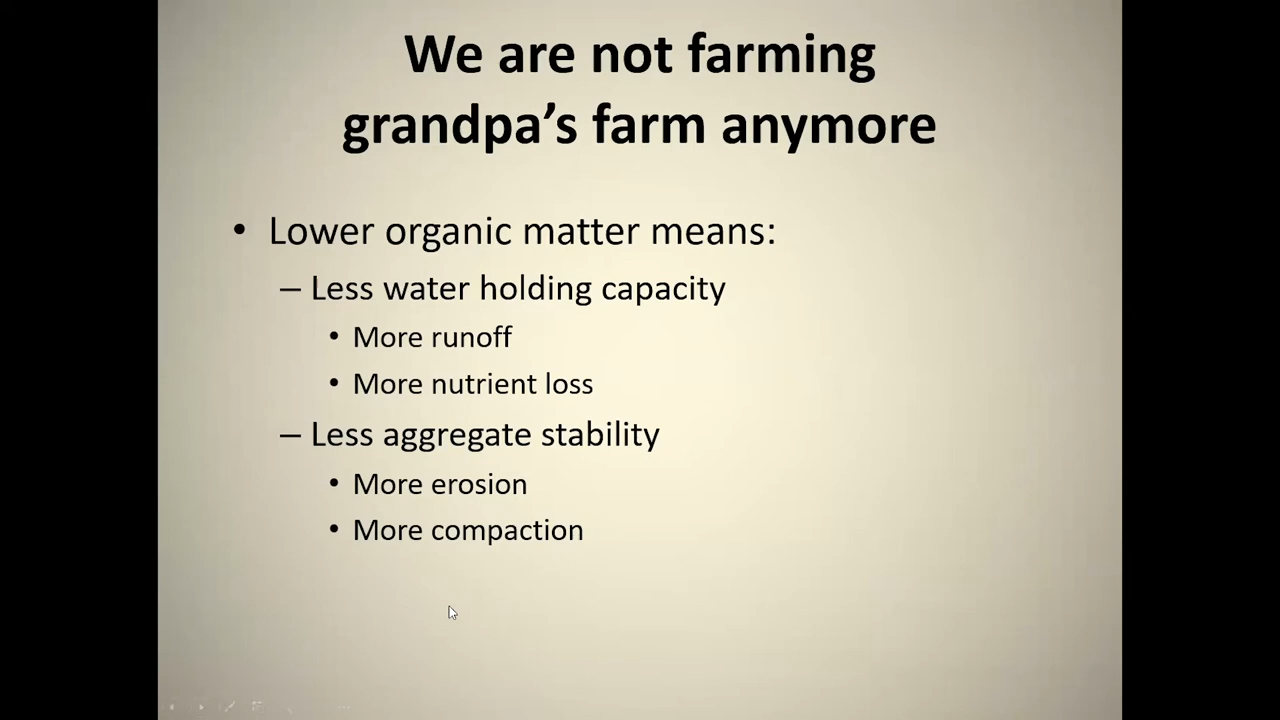 We are not farming
grandpa's farm anymore
• Lower organic matter means:
– Less water holding capacity
• More runoff
• More nutrient loss
– Less aggregate stability
• More erosion
• More compaction